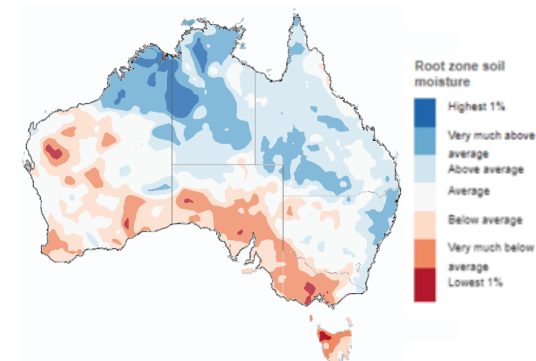 Root zone soil
moisture
Highest 1%
Very much above
average
Above average
Average
Below average
Very much below
average
Lowest 1%